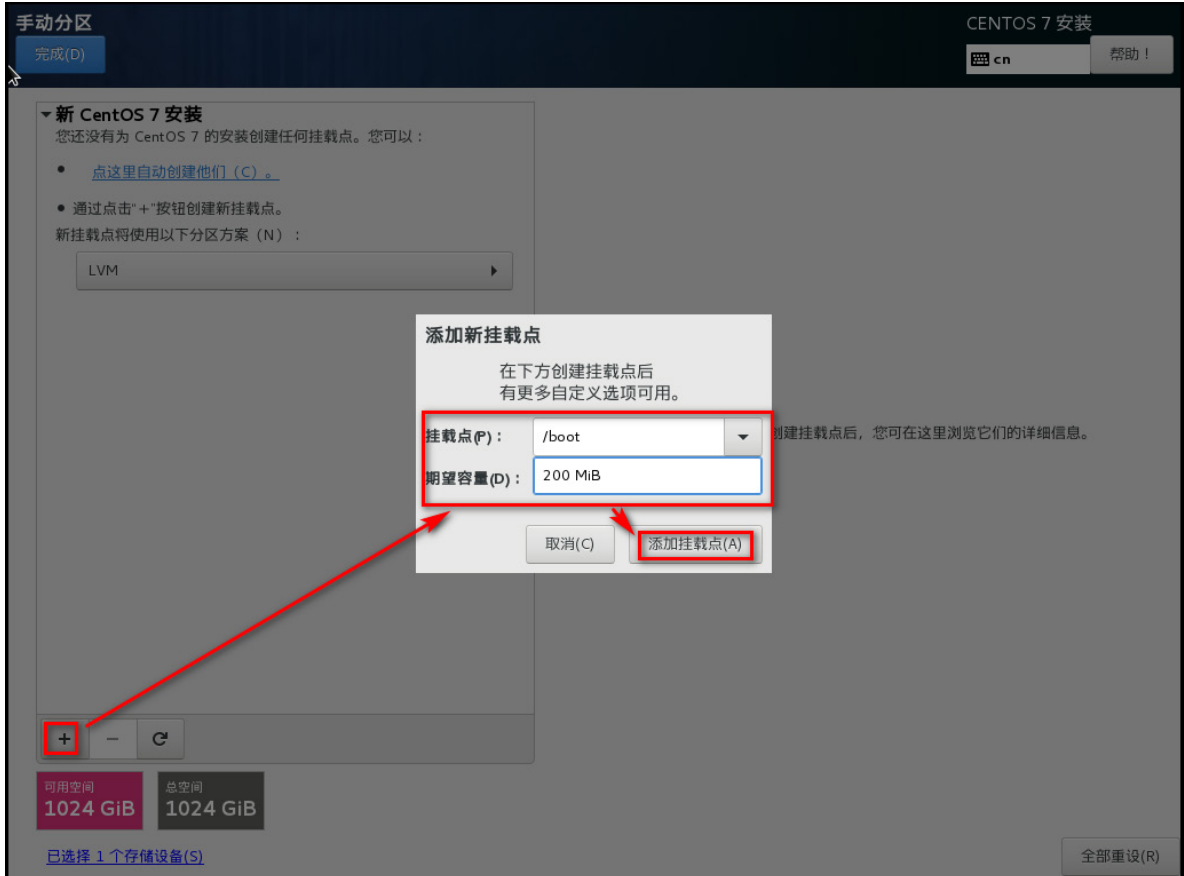 手动分区
CENTOS 7 安装
完成(D)
cn
帮助！
新 CentOS 7 安装
您还没有为 CentOS 7 的安装创建任何挂载点。您可以：
点这里自动创建他们（C）。
通过点击“+”按钮创建新挂载点。
新挂载点将使用以下分区方案（N）：
LVM
添加新挂载点
在下方创建挂载点后
有更多自定义选项可用。
挂载点(P)：
/boot
创建挂载点后，您可在这里浏览它们的详细信息。
期望容量(D)：
200 MiB
取消(C)
添加挂载点(A)
+
−
可用空间
1024 GiB
总空间
1024 GiB
已选择 1 个存储设备(S)
全部重设(R)